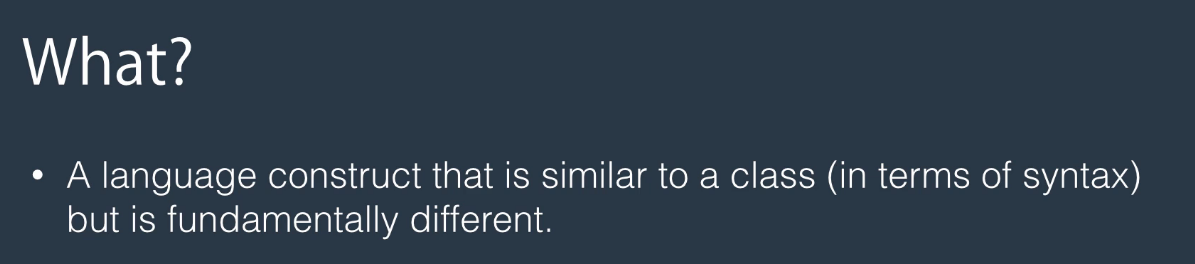 What?
• A language construct that is similar to a class (in terms of syntax)
but is fundamentally different.